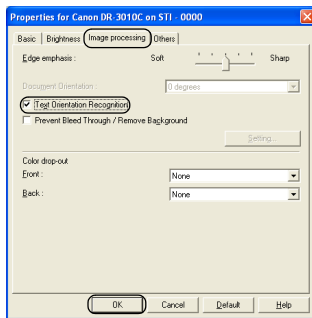 Properties for Canon DR-3010C on STI - 0000
Basic Brightness Image processing Others
Edge emphasis : Soft Sharp
Document Orientation : 0 degrees
Text Orientation Recognition
Prevent Bleed Through / Remove Background
Setting...
Color drop-out
Front : None
Back : None
OK Cancel Default Help